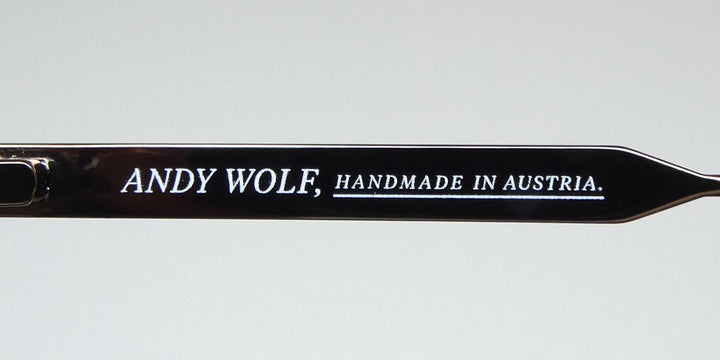 ANDY WOLF, HANDMADE IN AUSTRIA.